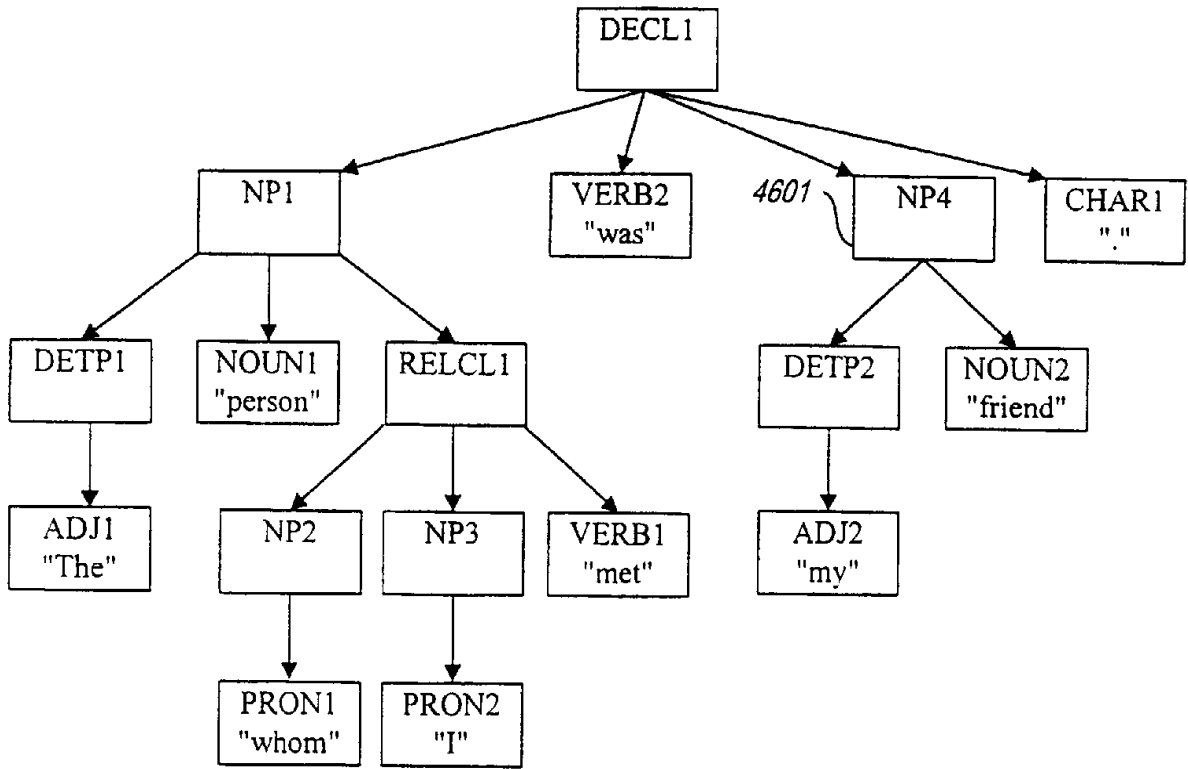 DECL1
NP1
VERB2
"was"
4601
NP4
CHAR1
"."
DETP1
NOUN1
"person"
RELCL1
DETP2
NOUN2
"friend"
ADJ1
"The"
NP2
NP3
VERB1
"met"
ADJ2
"my"
PRON1
"whom"
PRON2
"I"